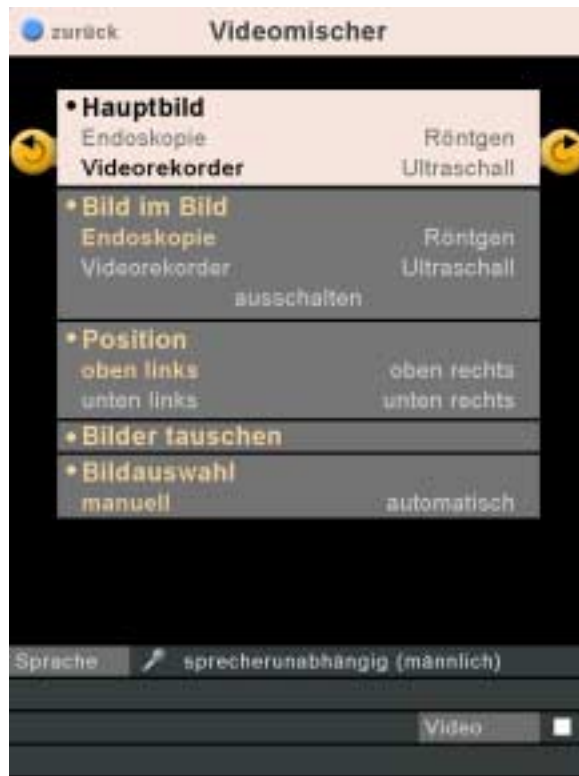 zurück Videomischer
• Hauptbild
Endoskopie Röntgen
Videorekorder Ultraschall
• Bild im Bild
Endoskopie Röntgen
Videorekorder Ultraschall
ausschalten
• Position
oben links oben rechts
unten links unten rechts
• Bilder tauschen
• Bildauswahl
manuell automatisch
Sprache sprecherunabhängig (männlich)
Video